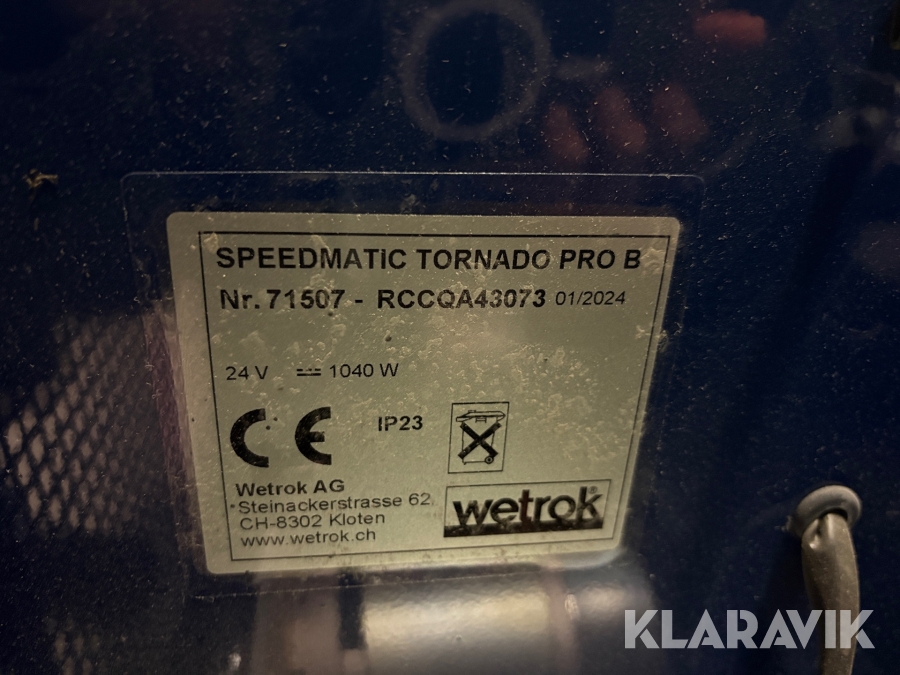 SPEEDMATIC TORNADO PRO B
Nr. 71507 - RCCQA43073 01/2024
24 V ⎓ 1040 W
CE IP23
Wetrok AG
Steinackerstrasse 62
CH-8302 Kloten
www.wetrok.ch
wetrok®
KLARAVIK